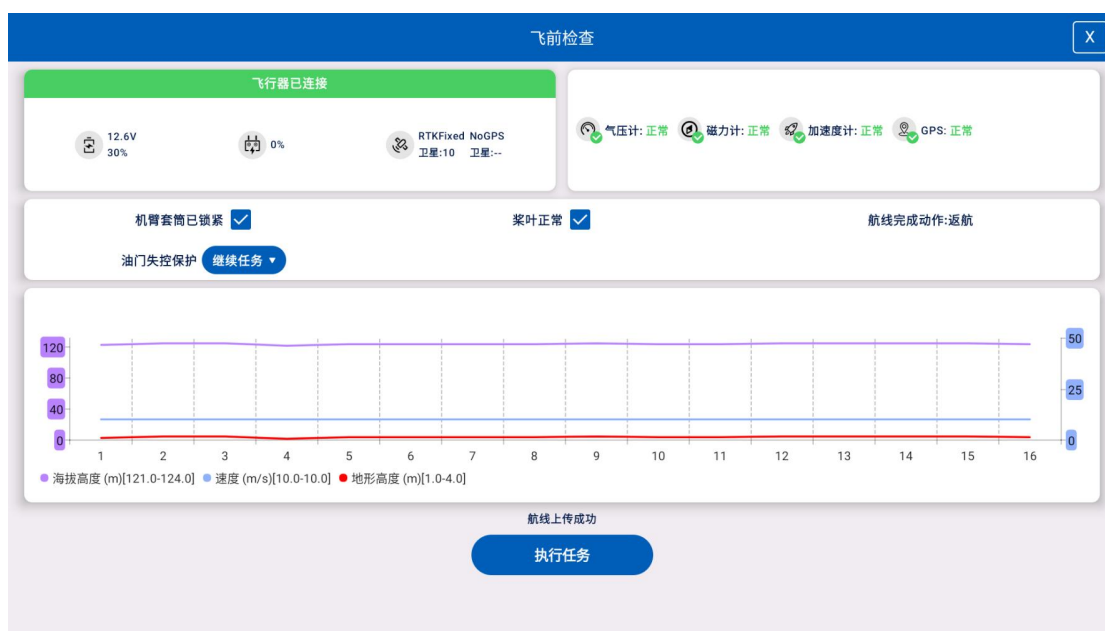 飞前检查
X
飞行器已连接
12.6V
30%
0%
RTKFixed NoGPS
卫星:10 卫星:--
气压计: 正常 磁力计: 正常 加速度计: 正常 GPS: 正常
机臂套筒已锁紧 桨叶正常 航线完成动作:返航
油门失控保护 继续任务
120
80
40
0
50
25
0
1 2 3 4 5 6 7 8 9 10 11 12 13 14 15 16
海拔高度 (m)[121.0-124.0] 速度 (m/s)[10.0-10.0] 地形高度 (m)[1.0-4.0]
航线上传成功
执行任务